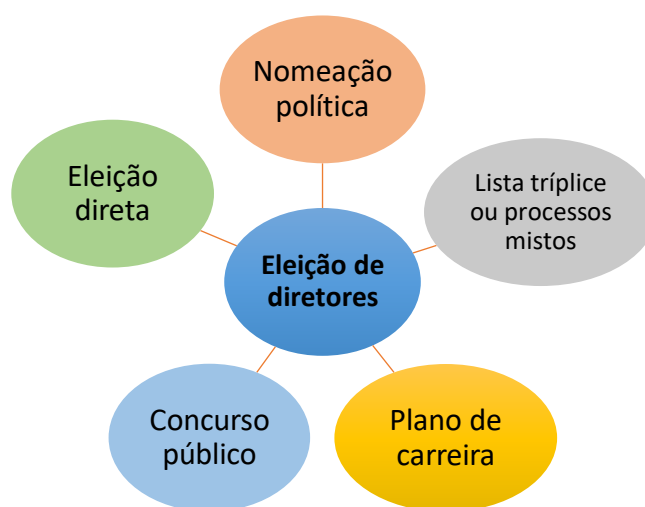 Nomeação
política
Eleição
direta
Lista tríplice
ou processos
mistos
Eleição de
diretores
Concurso
público
Plano de
carreira